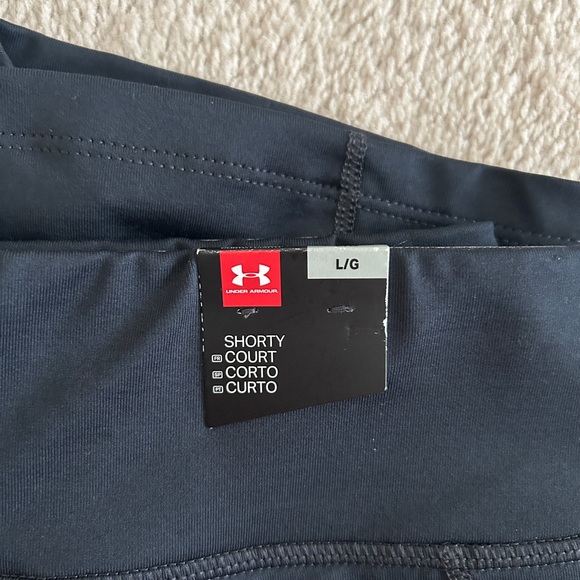 UNDER ARMOUR
L/G
SHORTY
FR COURT
SP CORTO
PT CURTO